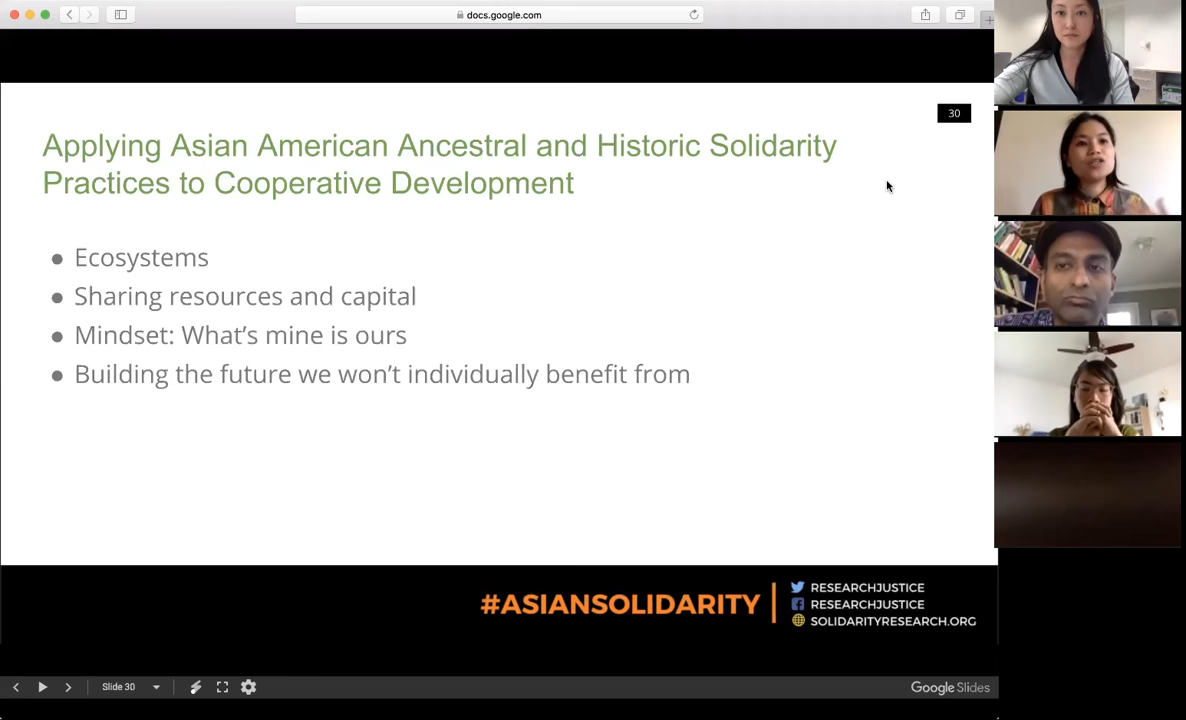 docs.google.com
30
Applying Asian American Ancestral and Historic Solidarity
Practices to Cooperative Development
● Ecosystems
● Sharing resources and capital
● Mindset: What’s mine is ours
● Building the future we won’t individually benefit from
#ASIANSOLIDARITY
RESEARCHJUSTICE
RESEARCHJUSTICE
SOLIDARITYRESEARCH.ORG
Slide 30
Google Slides